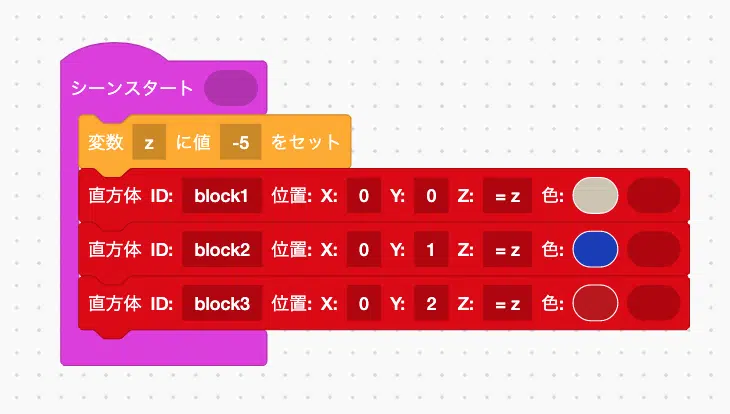 シーンスタート
変数 z に値 -5 をセット
直方体 ID: block1 位置: X: 0 Y: 0 Z: = z 色:
直方体 ID: block2 位置: X: 0 Y: 1 Z: = z 色:
直方体 ID: block3 位置: X: 0 Y: 2 Z: = z 色: